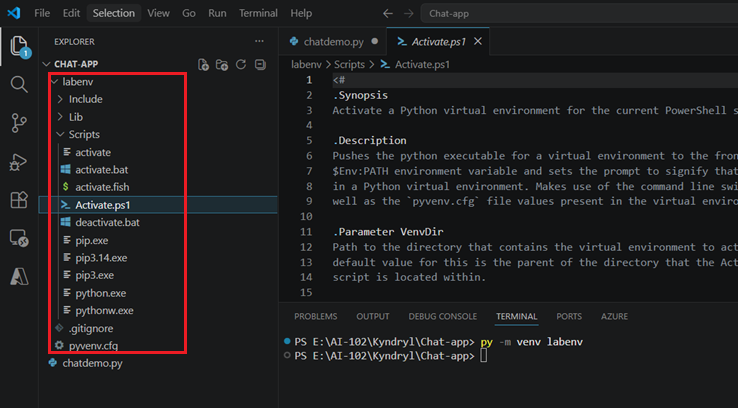 File Edit Selection View Go Run Terminal Help
Chat-app
EXPLORER
CHAT-APP
labenv
Include
Lib
Scripts
activate
activate.bat
$ activate.fish
Activate.ps1
deactivate.bat
pip.exe
pip3.14.exe
pip3.exe
python.exe
pythonw.exe
.gitignore
pyvenv.cfg
chatdemo.py
1
chatdemo.py
Activate.ps1
labenv > Scripts > Activate.ps1
1 <#
2 .Synopsis
3 Activate a Python virtual environment for the current PowerShell s
4
5 .Description
6 Pushes the python executable for a virtual environment to the fron
7 $Env:PATH environment variable and sets the prompt to signify that
8 in a Python virtual environment. Makes use of the command line swi
9 well as the `pyvenv.cfg` file values present in the virtual enviro
10
11 .Parameter VenvDir
12 Path to the directory that contains the virtual environment to act
13 default value for this is the parent of the directory that the Act
14 script is located within.
15
PROBLEMS OUTPUT DEBUG CONSOLE TERMINAL PORTS AZURE
PS E:\AI-102\Kyndryl\Chat-app> py -m venv labenv
PS E:\AI-102\Kyndryl\Chat-app>